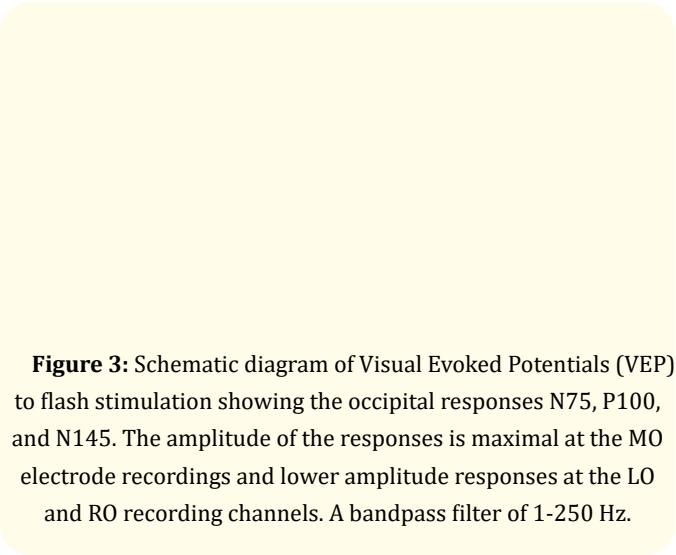 Figure 3: Schematic diagram of Visual Evoked Potentials (VEP)
to flash stimulation showing the occipital responses N75, P100,
and N145. The amplitude of the responses is maximal at the MO
electrode recordings and lower amplitude responses at the LO
and RO recording channels. A bandpass filter of 1-250 Hz.